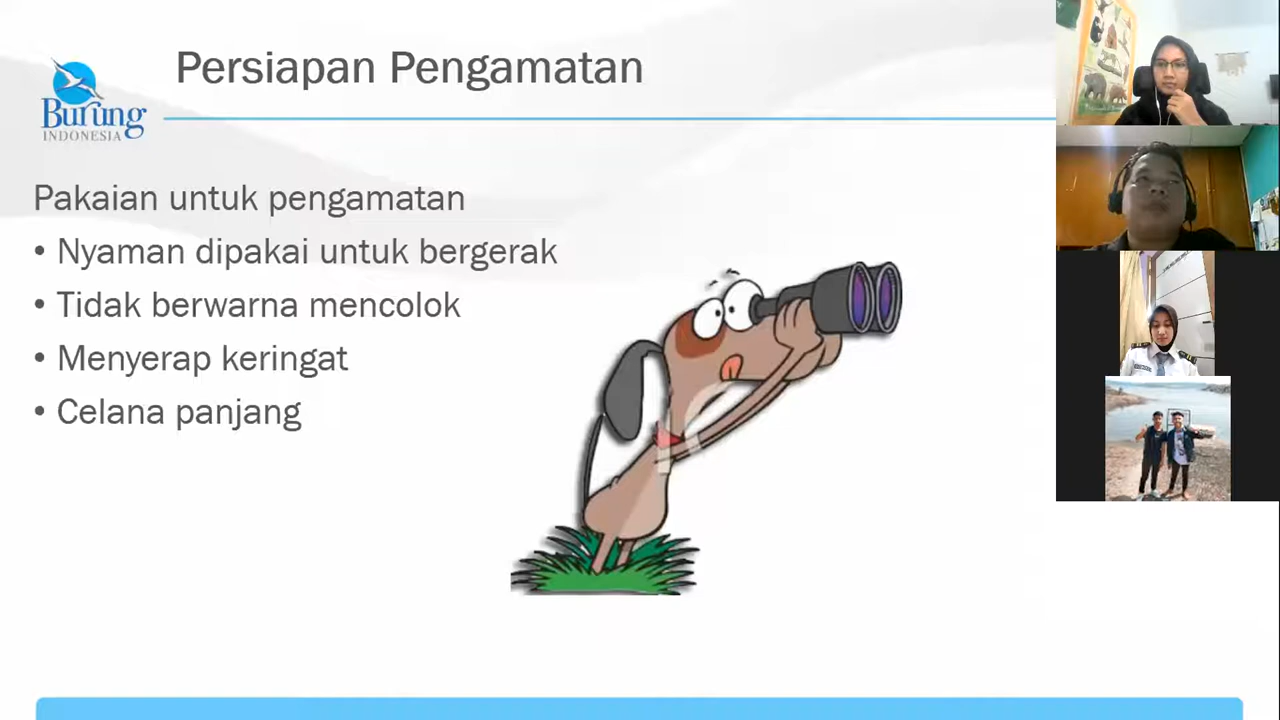 Persiapan Pengamatan
Burung
INDONESIA
Pakaian untuk pengamatan
• Nyaman dipakai untuk bergerak
• Tidak berwarna mencolok
• Menyerap keringat
• Celana panjang